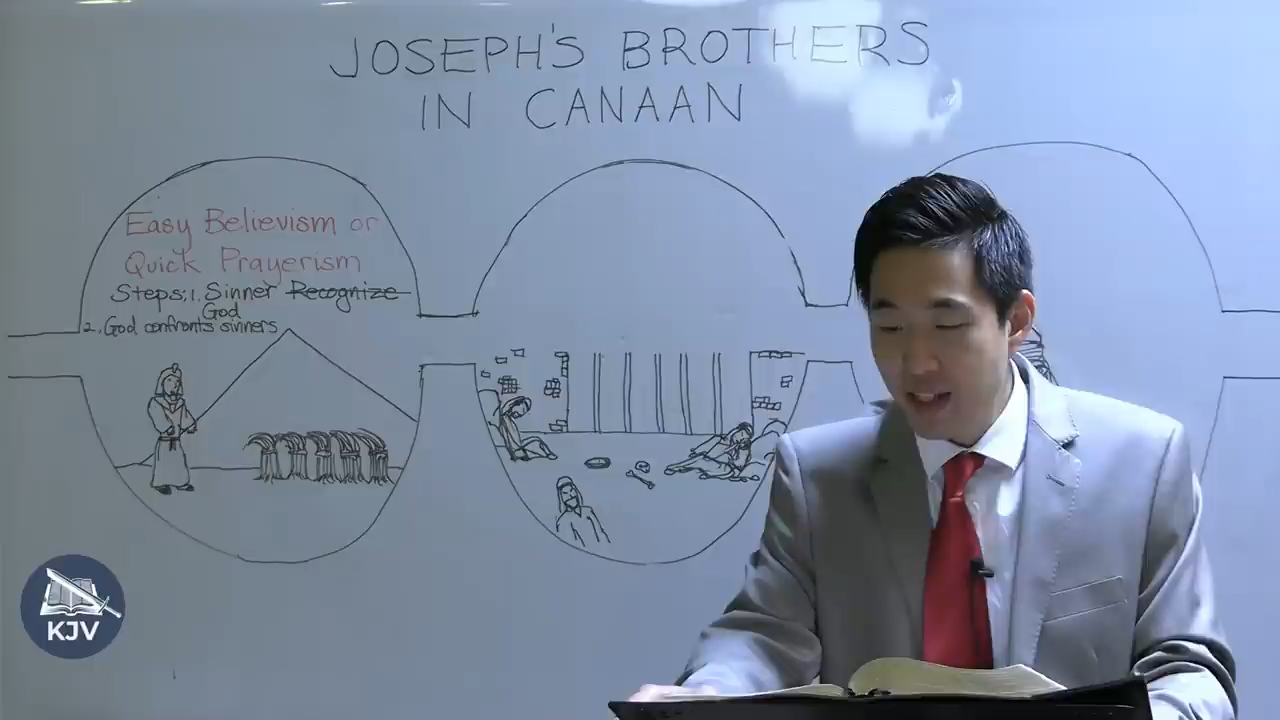 JOSEPH'S BROTHERS
IN CANAAN
Easy Believism or
Quick Prayerism
Steps: 1. Sinner Recognize
God
2. God confronts sinners
KJV